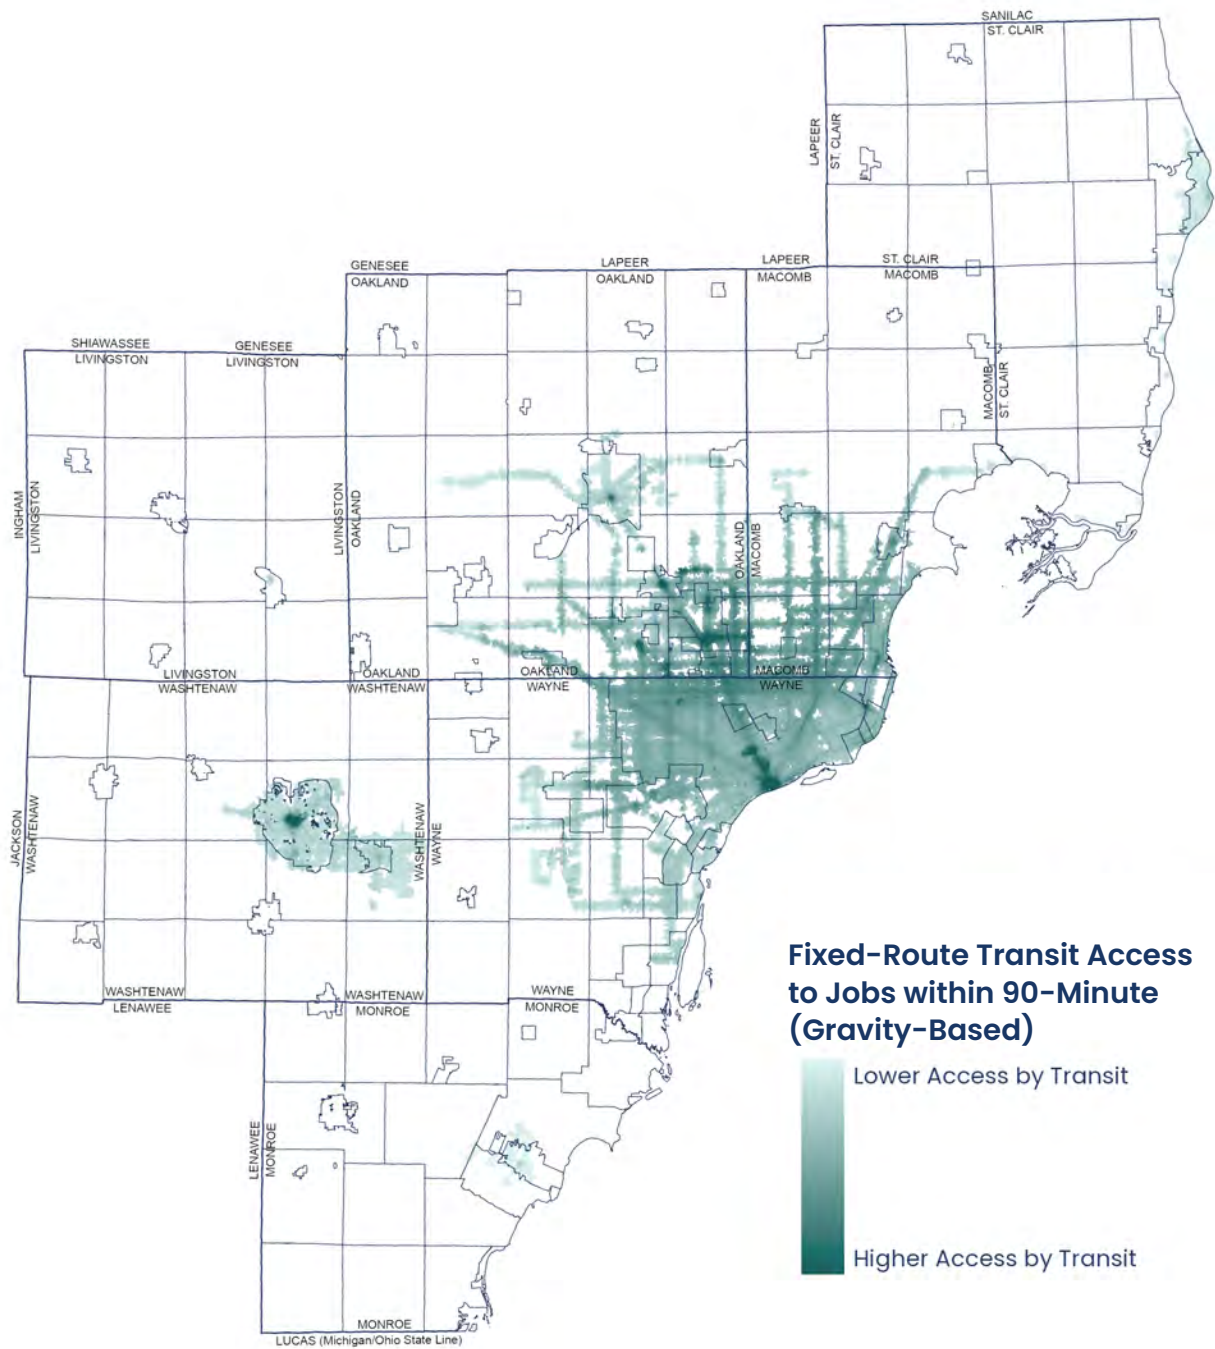 SANILAC
ST. CLAIR
LAPEER
ST. CLAIR
GENESEE
OAKLAND
LAPEER
OAKLAND
LAPEER
MACOMB
ST. CLAIR
MACOMB
SHIAWASSEE
LIVINGSTON
GENESEE
LIVINGSTON
MACOMB
ST. CLAIR
INGHAM
LIVINGSTON
LIVINGSTON
OAKLAND
OAKLAND
MACOMB
LIVINGSTON
WASHTENAW
OAKLAND
WASHTENAW
OAKLAND
WAYNE
MACOMB
WAYNE
JACKSON
WASHTENAW
WASHTENAW
WAYNE
WASHTENAW
LENAWEE
WASHTENAW
MONROE
WAYNE
MONROE
Fixed-Route Transit Access
to Jobs within 90-Minute
(Gravity-Based)
Lower Access by Transit
Higher Access by Transit
LENAWEE
MONROE
MONROE
LUCAS (Michigan/Ohio State Line)